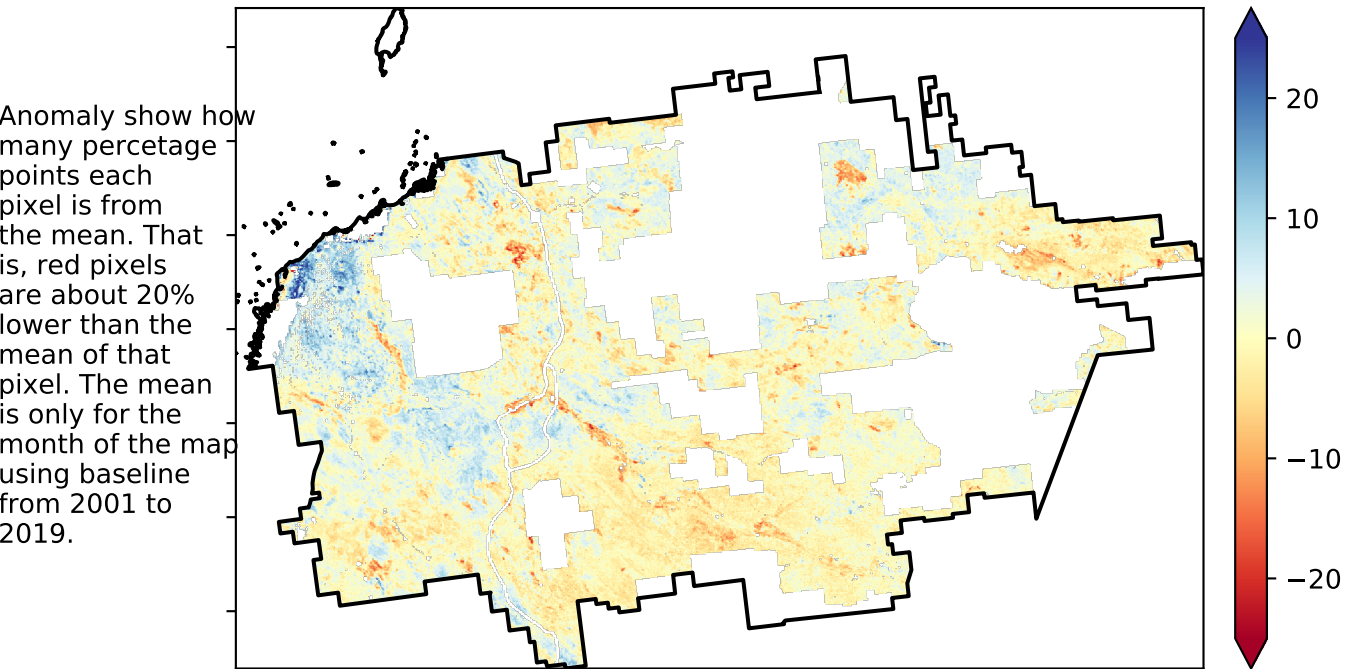 Anomaly show how
many percetage
points each
pixel is from
the mean. That
is, red pixels
are about 20%
lower than the
mean of that
pixel. The mean
is only for the
month of the map
using baseline
from 2001 to
2019.
20
10
0
−10
−20